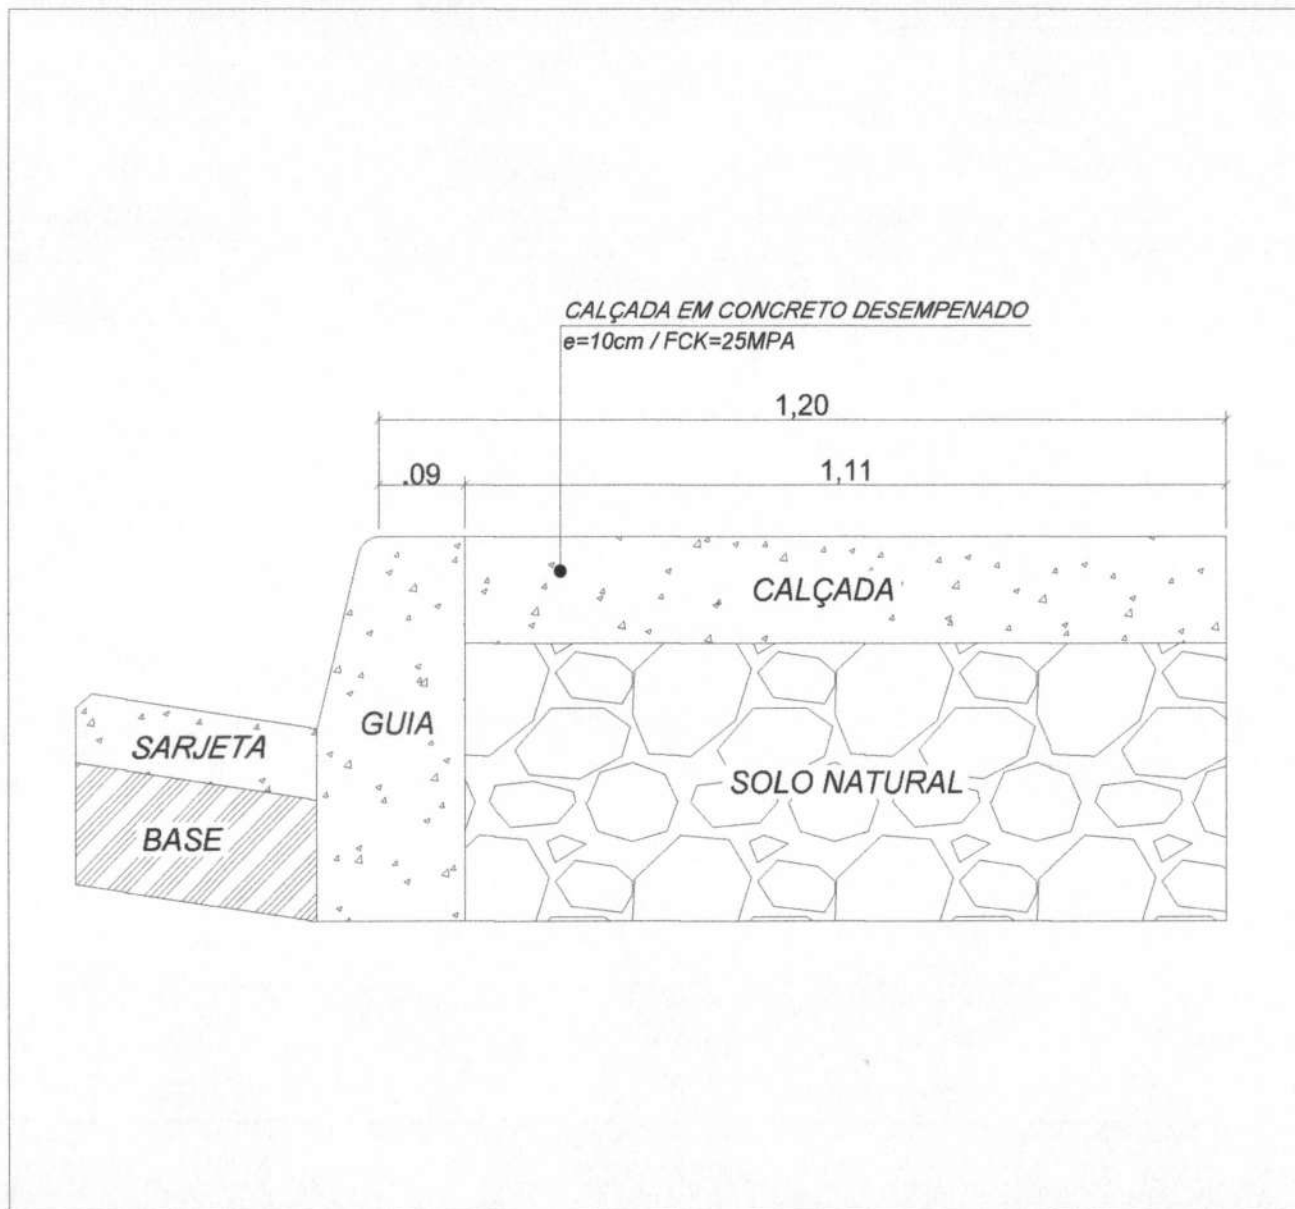 CALÇADA EM CONCRETO DESEMPENADO
e=10cm / FCK=25MPA
1,20
.09
1,11
CALÇADA
GUIA
SARJETA
SOLO NATURAL
BASE